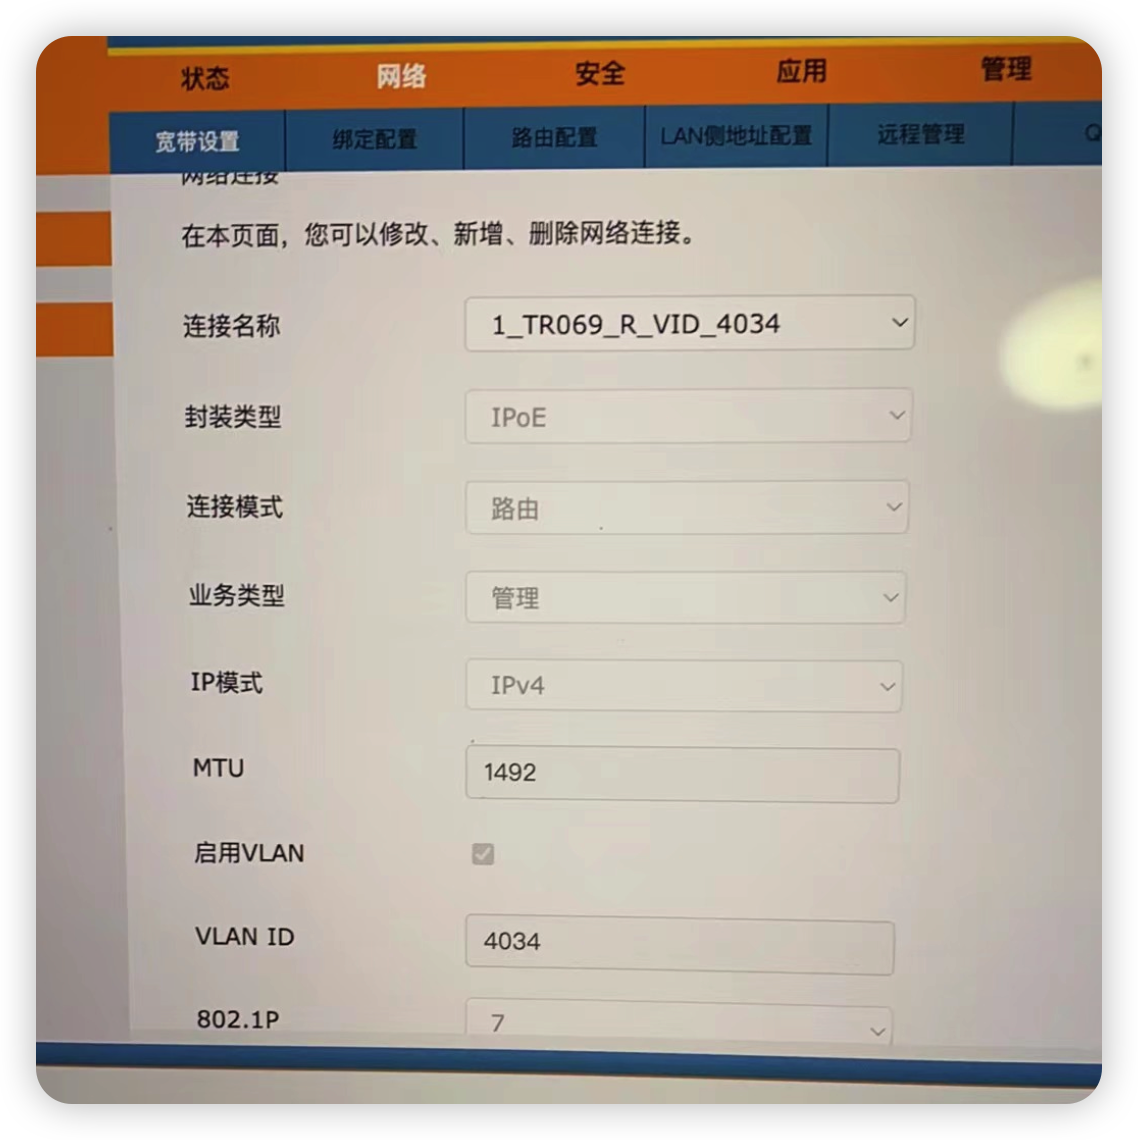 状态 网络 安全 应用 管理
宽带设置 绑定配置 路由配置 LAN侧地址配置 远程管理 Q
网络连接
在本页面，您可以修改、新增、删除网络连接。
连接名称 1_TR069_R_VID_4034
封装类型 IPoE
连接模式 路由
业务类型 管理
IP模式 IPv4
MTU 1492
启用VLAN
VLAN ID 4034
802.1P 7